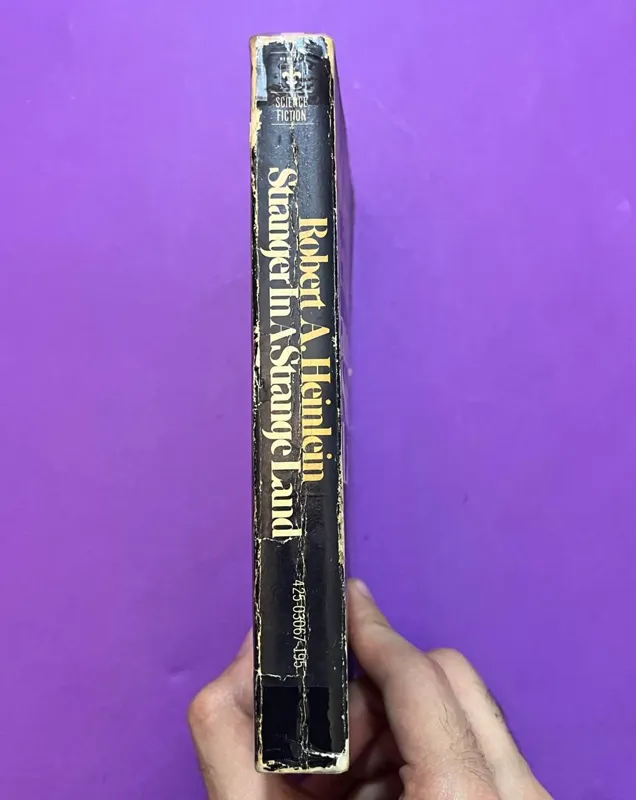 SCIENCE
FICTION
Robert A. Heinlein
Stranger In A Strange Land
425-03067-195